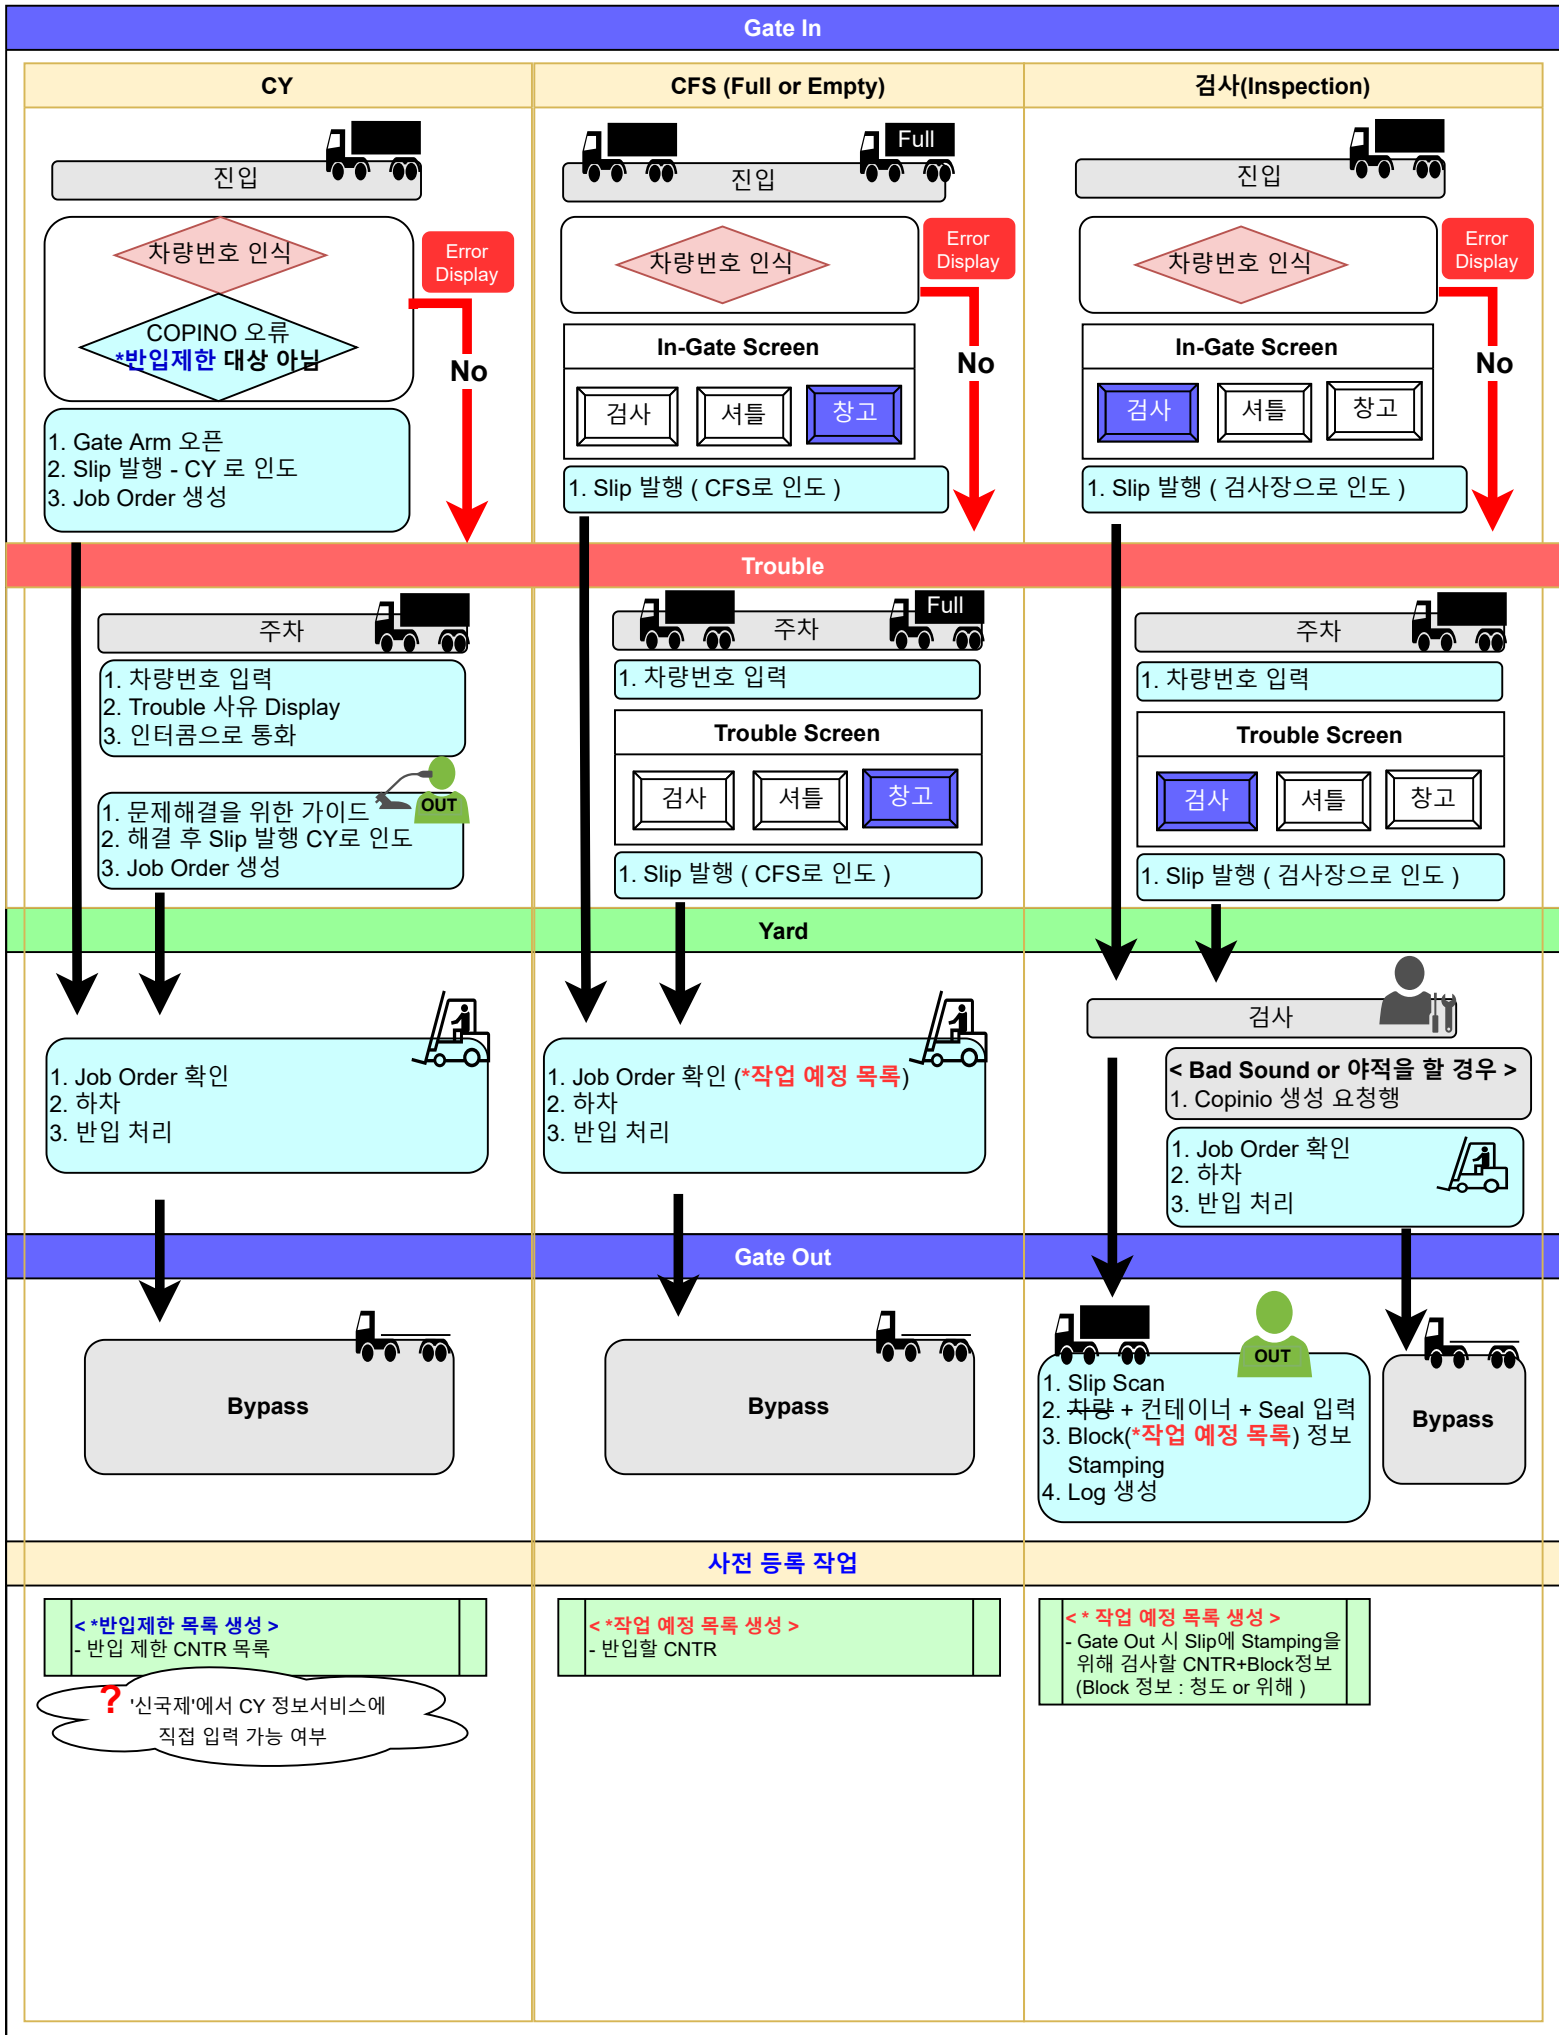 Gate In
CY
CFS (Full or Empty)
검사(Inspection)
진입
Full
진입
진입
차량번호 인식
Error
Display
COPINO 오류
*반입제한 대상 아님
No
1. Gate Arm 오픈
2. Slip 발행 - CY 로 인도
3. Job Order 생성
차량번호 인식
Error
Display
No
In-Gate Screen
검사
셔틀
창고
1. Slip 발행 ( CFS로 인도 )
차량번호 인식
Error
Display
No
In-Gate Screen
검사
셔틀
창고
1. Slip 발행 ( 검사장으로 인도 )
Trouble
주차
1. 차량번호 입력
2. Trouble 사유 Display
3. 인터콤으로 통화
OUT
1. 문제해결을 위한 가이드
2. 해결 후 Slip 발행 CY로 인도
3. Job Order 생성
Full
주차
1. 차량번호 입력
Trouble Screen
검사
셔틀
창고
1. Slip 발행 ( CFS로 인도 )
주차
1. 차량번호 입력
Trouble Screen
검사
셔틀
창고
1. Slip 발행 ( 검사장으로 인도 )
Yard
1. Job Order 확인
2. 하차
3. 반입 처리
1. Job Order 확인 (*작업 예정 목록)
2. 하차
3. 반입 처리
검사
< Bad Sound or 야적을 할 경우 >
1. Copinio 생성 요청행
1. Job Order 확인
2. 하차
3. 반입 처리
Gate Out
Bypass
Bypass
OUT
1. Slip Scan
2. 차량 + 컨테이너 + Seal 입력
3. Block(*작업 예정 목록) 정보
Stamping
4. Log 생성
Bypass
사전 등록 작업
< *반입제한 목록 생성 >
- 반입 제한 CNTR 목록
? '신국제'에서 CY 정보서비스에
직접 입력 가능 여부
< *작업 예정 목록 생성 >
- 반입할 CNTR
< * 작업 예정 목록 생성 >
- Gate Out 시 Slip에 Stamping을
위해 검사할 CNTR+Block정보
(Block 정보 : 청도 or 위해 )